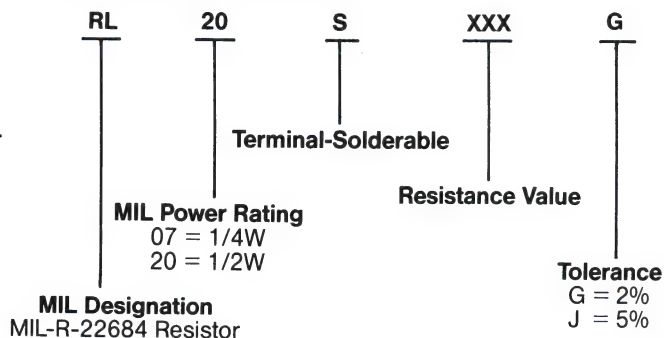 RL 20 S XXX G
Terminal-Solderable
Resistance Value
MIL Power Rating
07 = 1/4W
20 = 1/2W
Tolerance
G = 2%
J = 5%
MIL Designation
MIL-R-22684 Resistor